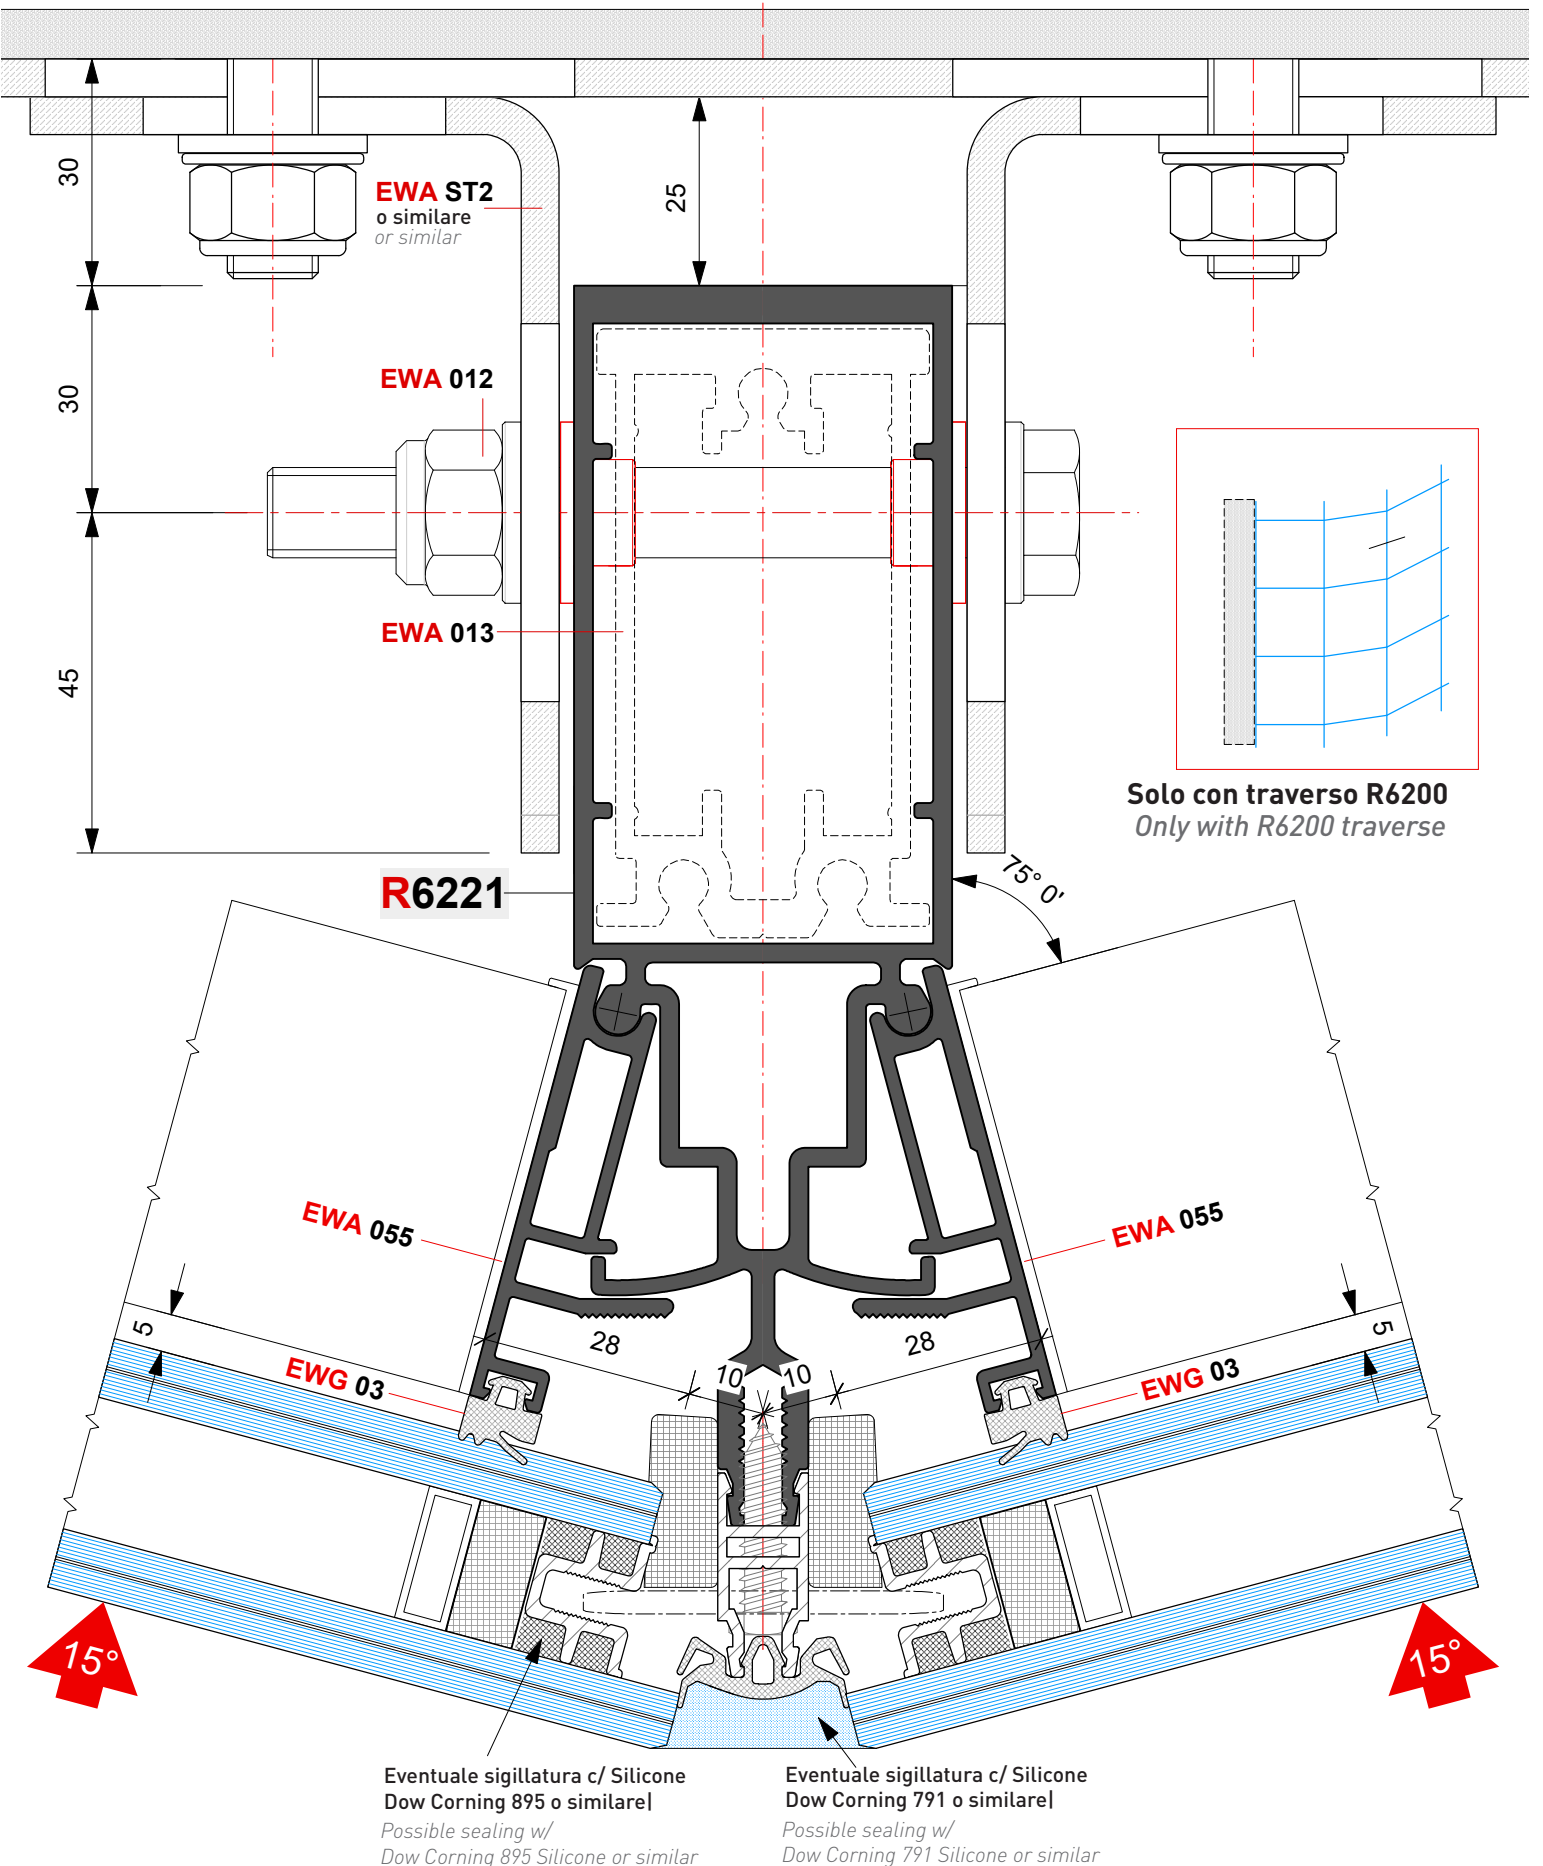 30
25
EWA ST2
o similare
or similar
30
EWA 012
45
EWA 013
Solo con traverso R6200
Only with R6200 traverse
R6221
75° 0'
EWA 055
EWA 055
5
28
28
5
EWG 03
10
10
EWG 03
15°
15°
Eventuale sigillatura c/ Silicone
Dow Corning 895 o similare|
Possible sealing w/
Dow Corning 895 Silicone or similar
Eventuale sigillatura c/ Silicone
Dow Corning 791 o similare|
Possible sealing w/
Dow Corning 791 Silicone or similar